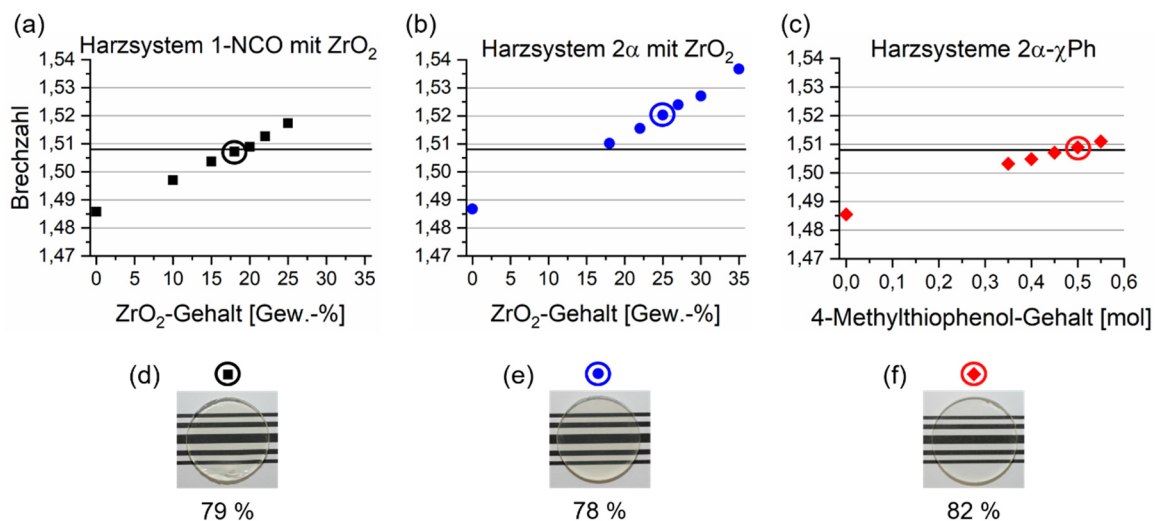 (a)
Harzsystem 1-NCO mit ZrO₂
Brechzahl
1,54
1,53
1,52
1,51
1,50
1,49
1,48
1,47
0 5 10 15 20 25 30 35
ZrO₂-Gehalt [Gew.-%]
(b)
Harzsystem 2α mit ZrO₂
1,54
1,53
1,52
1,51
1,50
1,49
1,48
1,47
0 5 10 15 20 25 30 35
ZrO₂-Gehalt [Gew.-%]
(c)
Harzsysteme 2α-χPh
1,54
1,53
1,52
1,51
1,50
1,49
1,48
1,47
0,0 0,1 0,2 0,3 0,4 0,5 0,6
4-Methylthiophenol-Gehalt [mol]
(d)
79 %
(e)
78 %
(f)
82 %